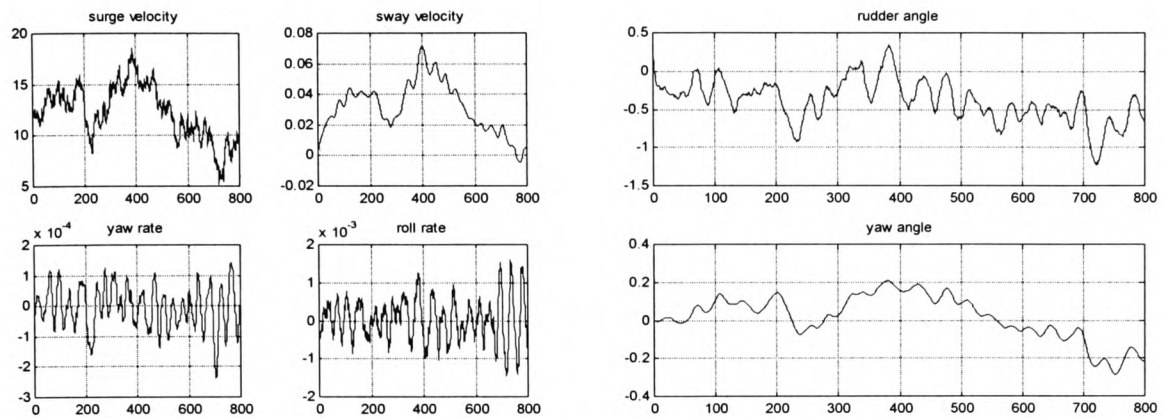 surge velocity
20
15
10
5
0 200 400 600 800
sway velocity
0.08
0.06
0.04
0.02
0
-0.02
0 200 400 600 800
rudder angle
0.5
0
-0.5
-1
-1.5
0 100 200 300 400 500 600 700 800
yaw rate
x 10⁻⁴
2
1
0
-1
-2
-3
0 200 400 600 800
roll rate
x 10⁻³
2
1
0
-1
-2
0 200 400 600 800
yaw angle
0.4
0.2
0
-0.2
-0.4
0 100 200 300 400 500 600 700 800